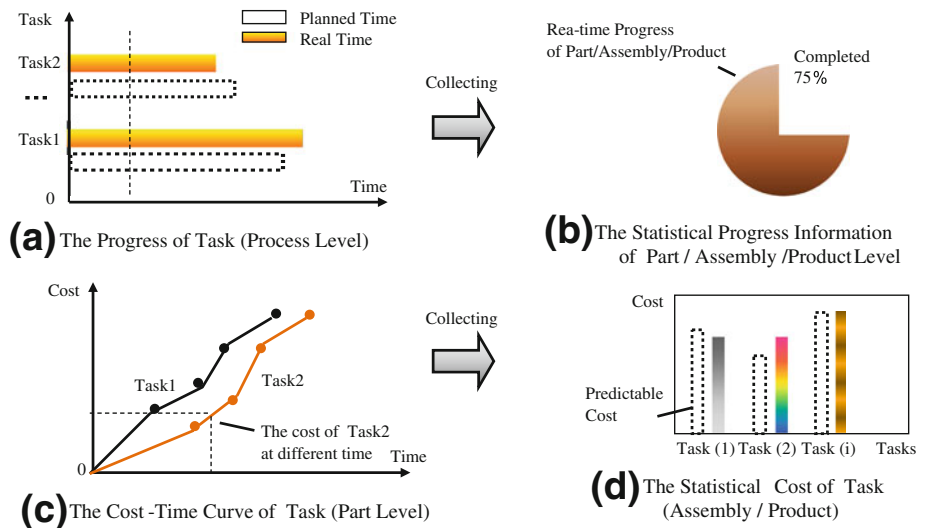 Task
Planned Time
Real Time
Task2
...
Task1
0
Time
(a) The Progress of Task (Process Level)
Collecting
Rea-time Progress
of Part/Assembly/Product
Completed
75%
(b) The Statistical Progress Information
of Part / Assembly /Product Level
Cost
Task1
Task2
The cost of Task2
at different time
0
Time
(c) The Cost -Time Curve of Task (Part Level)
Collecting
Cost
Predictable
Cost
Task (1) Task (2) Task (i) Tasks
(d) The Statistical Cost of Task
(Assembly / Product)